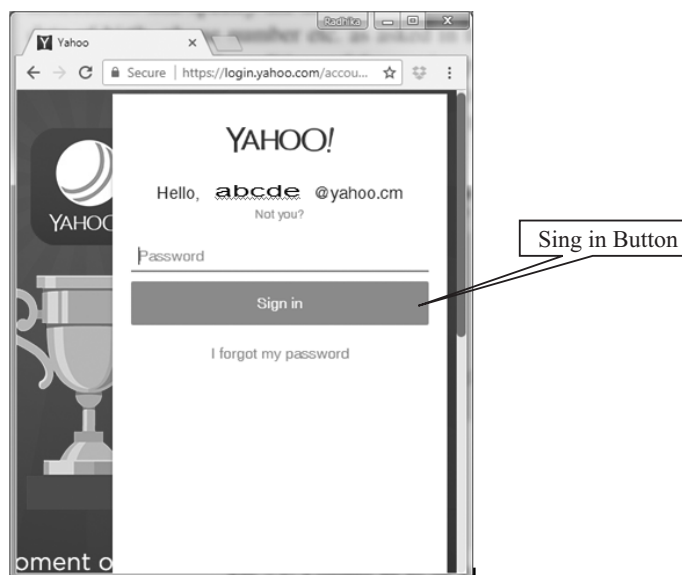 Radhika
Yahoo
Secure | https://login.yahoo.com/accou...
YAHOO!
Hello, abcde @yahoo.cm
Not you?
YAHOO
Password
Sing in Button
Sign in
I forgot my password
oment o